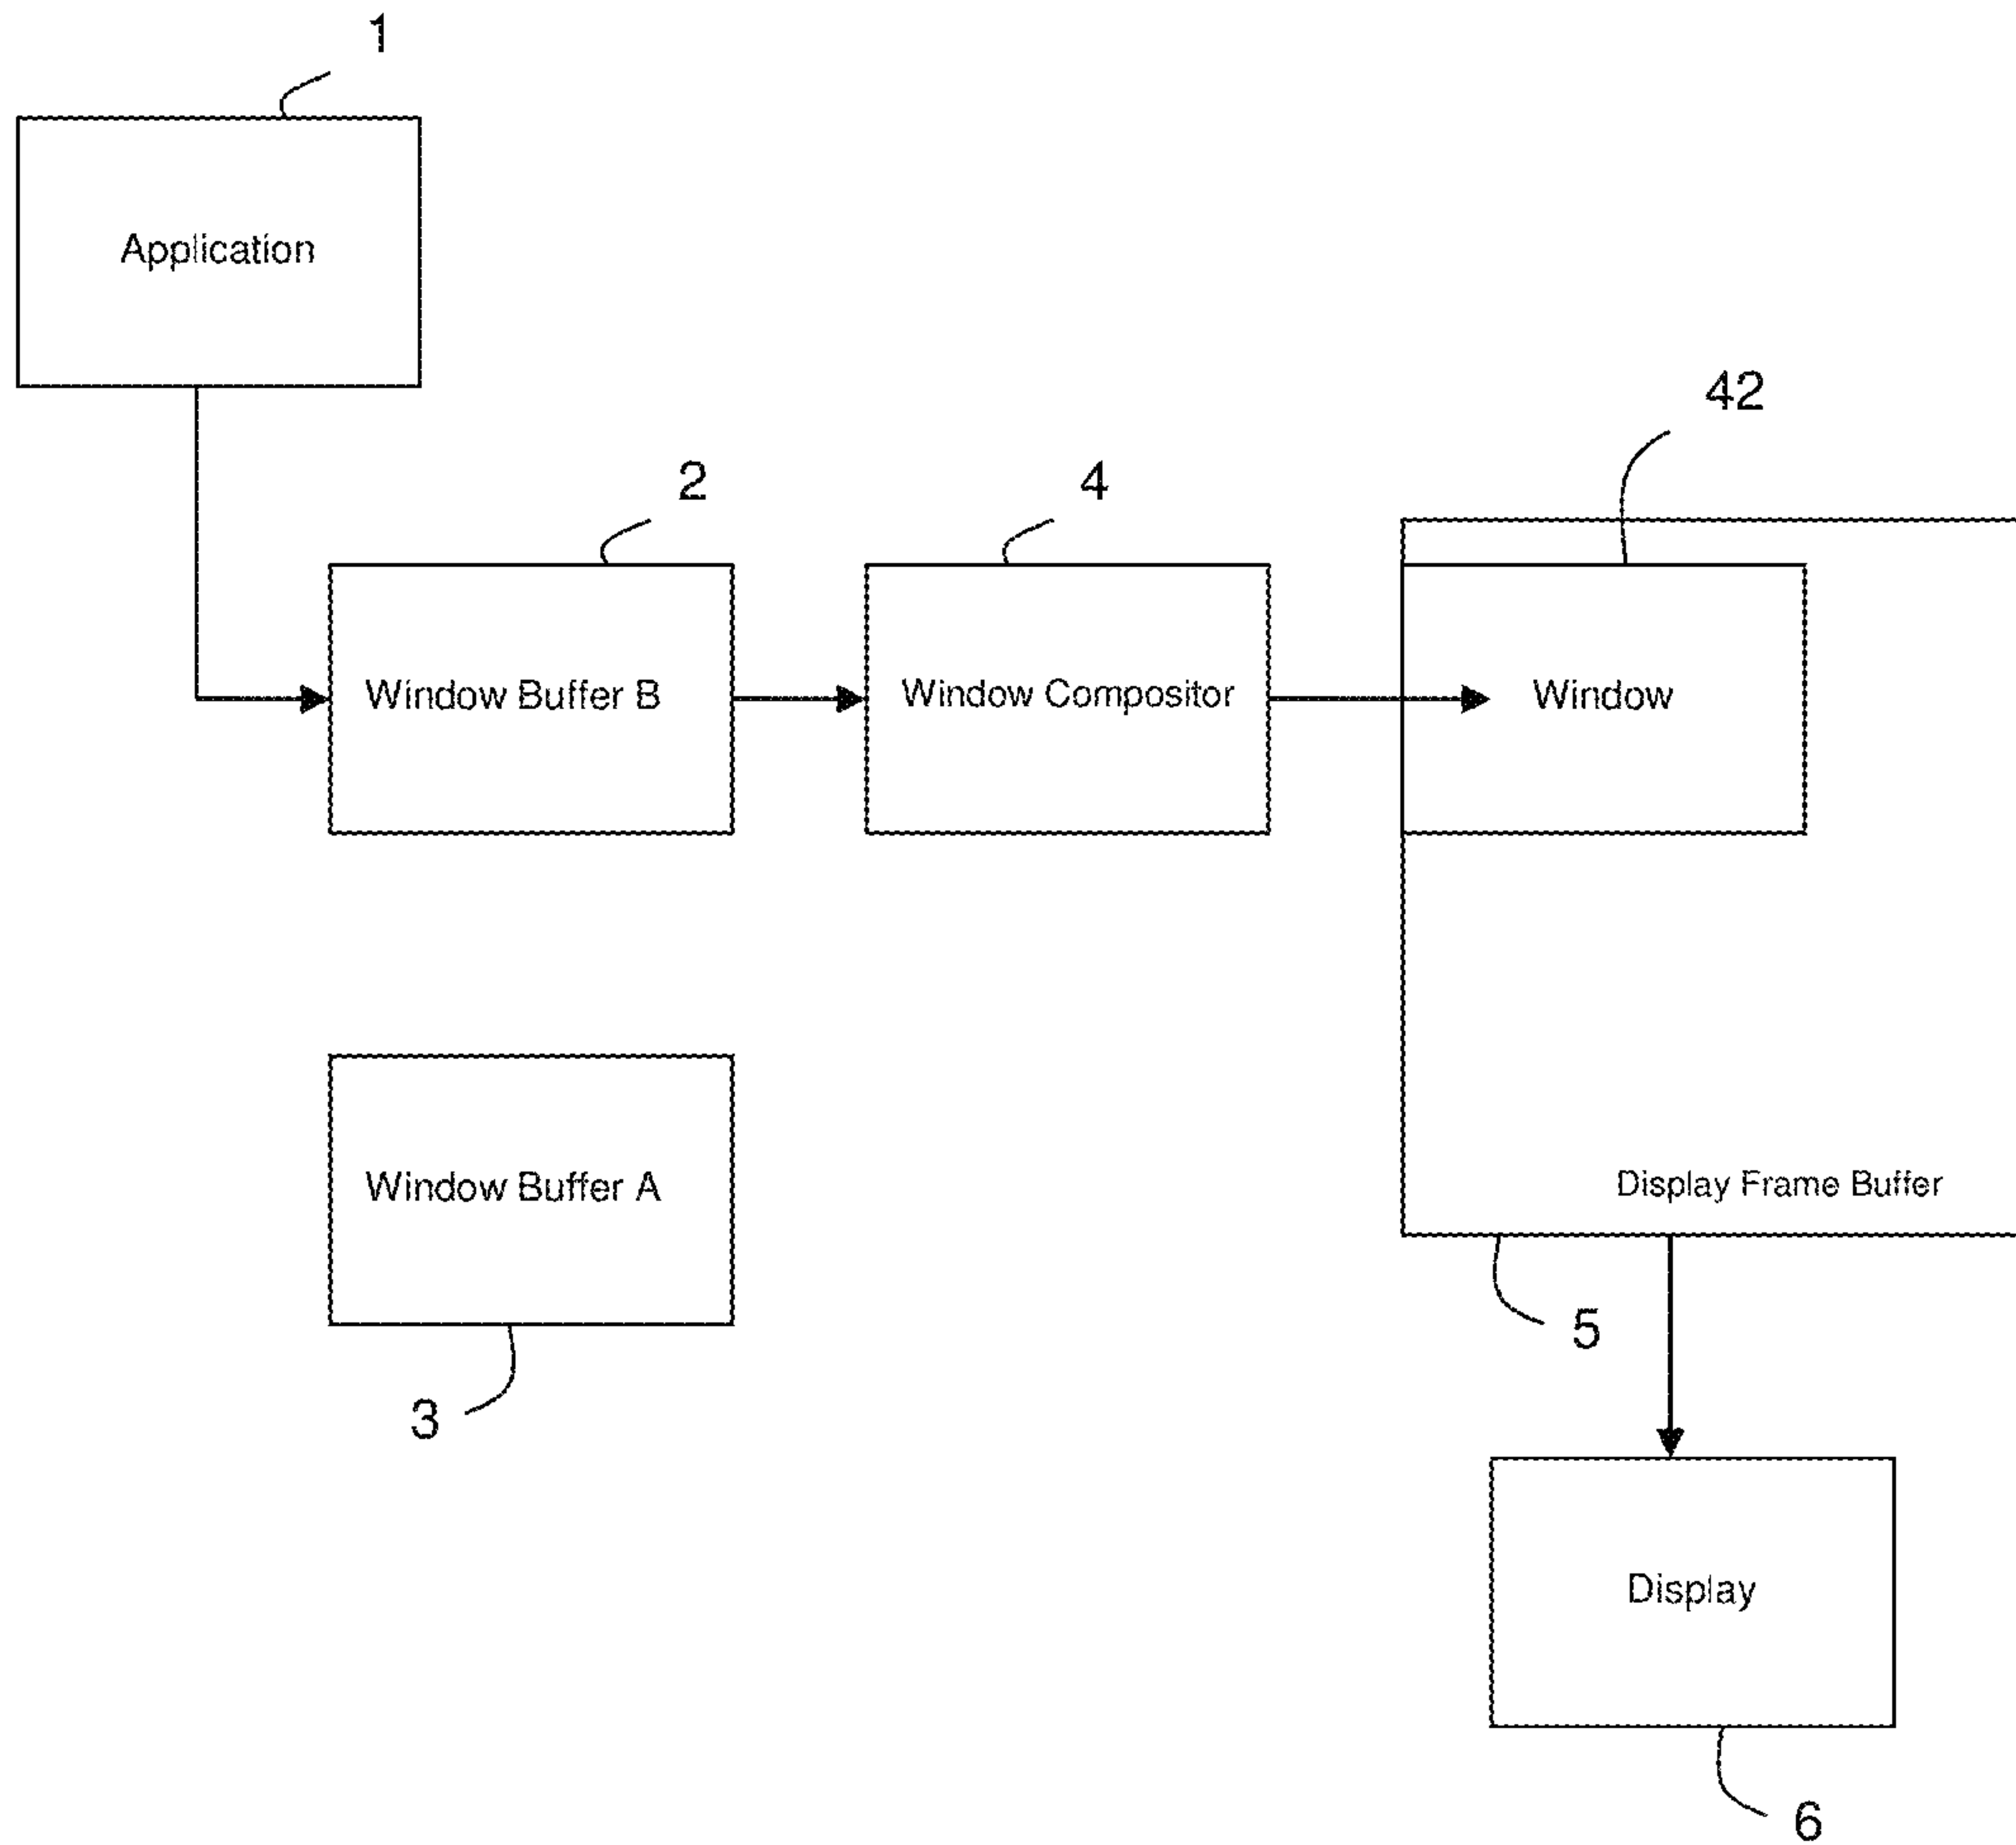 1
Application
42
2
4
Window Buffer B
Window Compositor
Window
Window Buffer A
Display Frame Buffer
5
3
Display
6